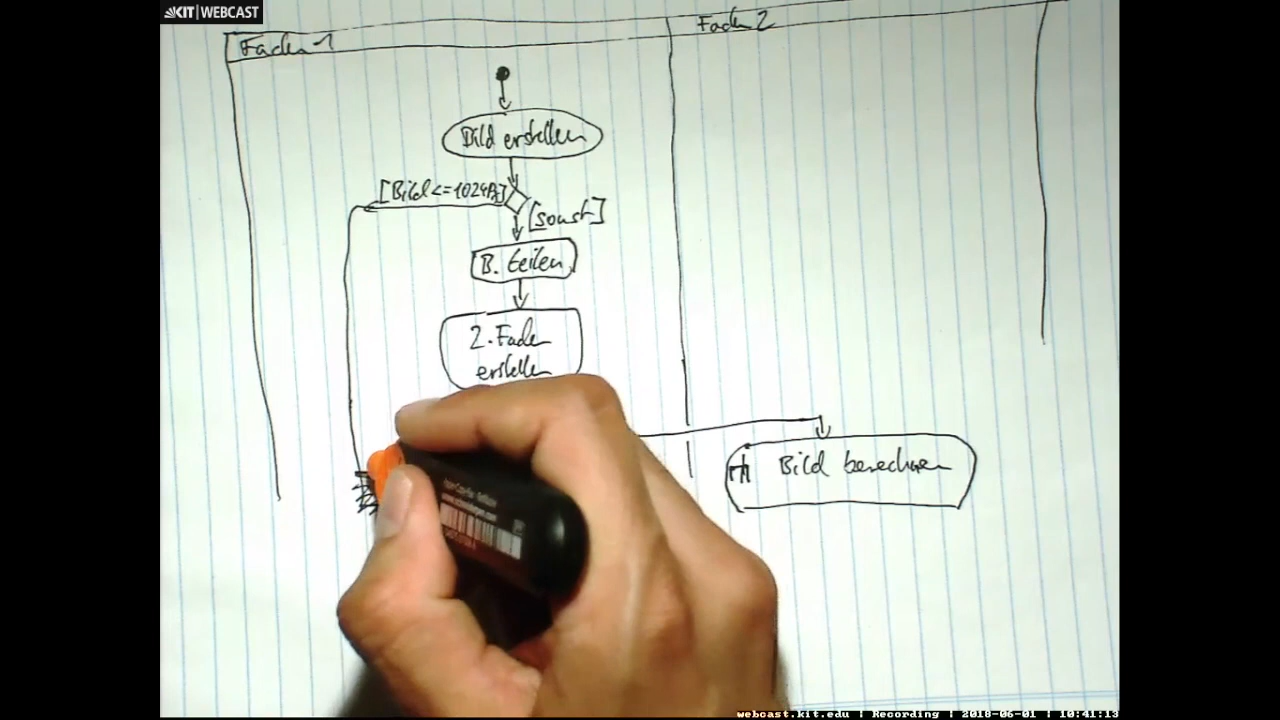 KIT WEBCAST
Faden 1
Faden 2
Bild erstellen
[Bild<=1024Px]
[sonst]
B. teilen
2. Faden
erstellen
Bild berechnen
webcast.kit.edu | Recording | 2018-06-01 | 10:41:13